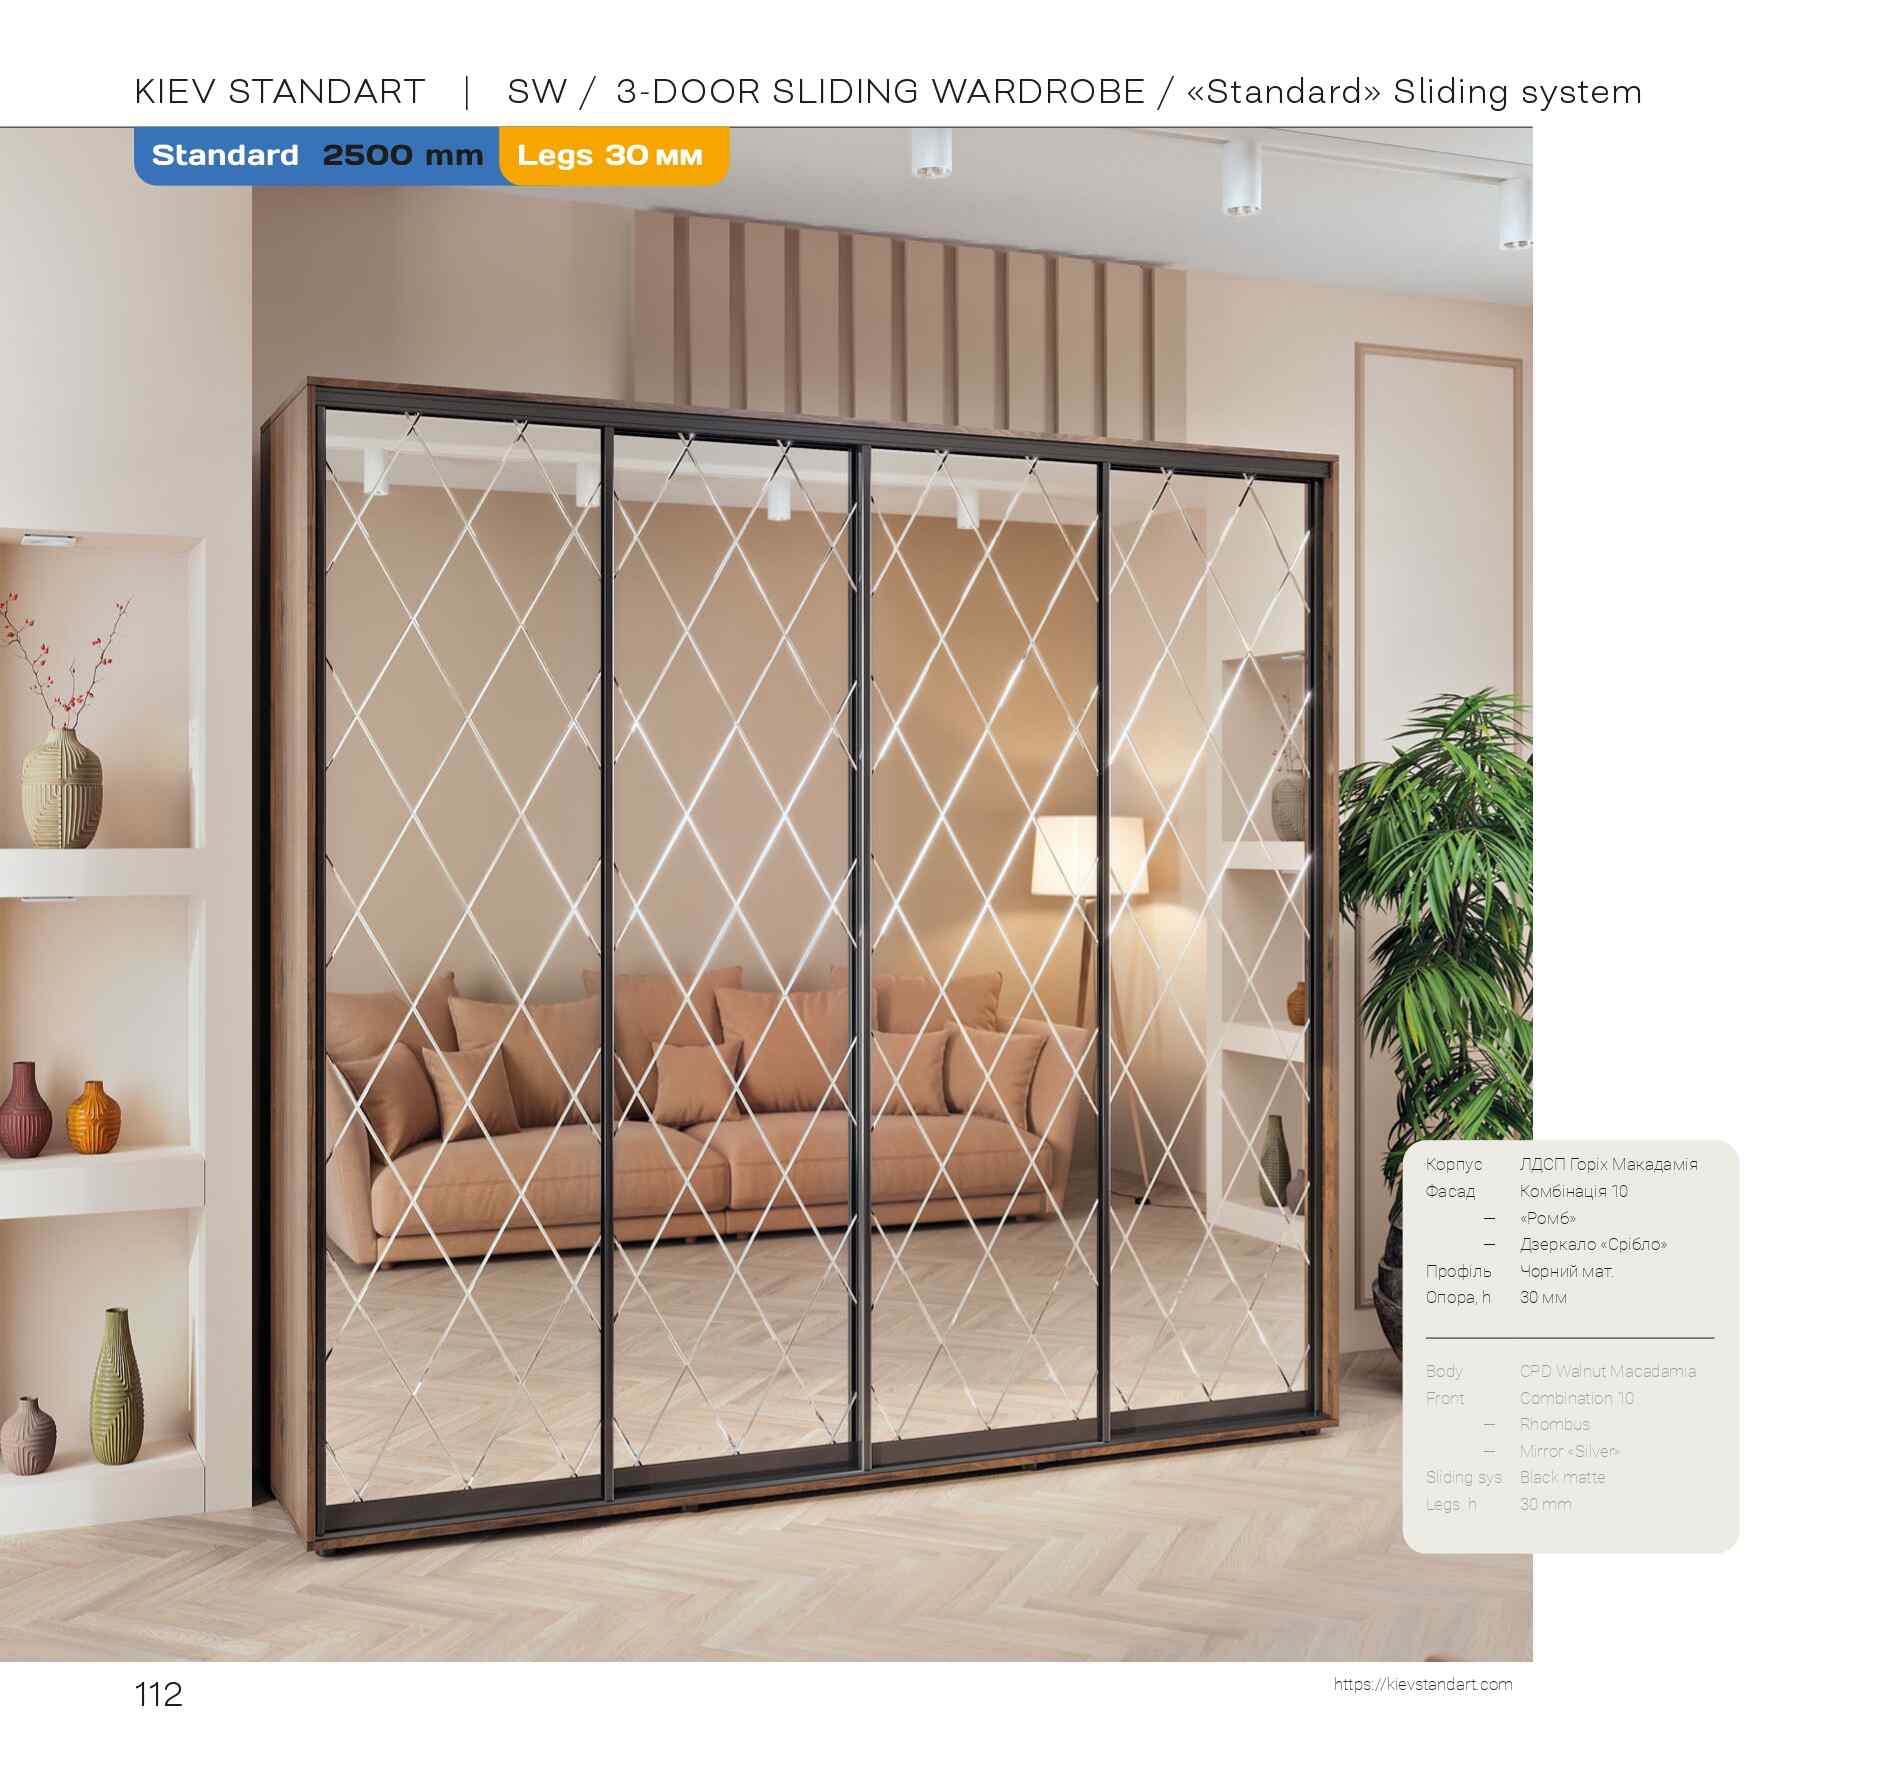 KIEV STANDART | SW / 3-DOOR SLIDING WARDROBE / «Standard» Sliding system
Standard 2500 mm Legs 30 мм
Корпус ЛДСП Горіх Макадамія
Фасад Комбінація 10
— «Ромб»
— Дзеркало «Срібло»
Профіль Чорний мат.
Опора, h 30 мм
Body CPD Walnut Macadamia
Front Combination 10
— Rhombus
— Mirror «Silver»
Sliding sys. Black matte
Legs, h 30 mm
112
https://kievstandart.com